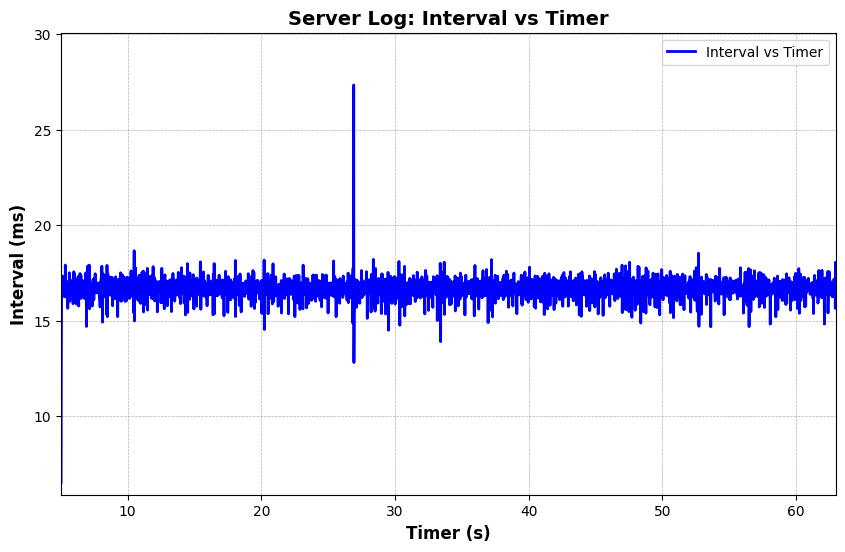 Server Log: Interval vs Timer
Interval vs Timer
30
25
20
15
10
Interval (ms)
10 20 30 40 50 60
Timer (s)